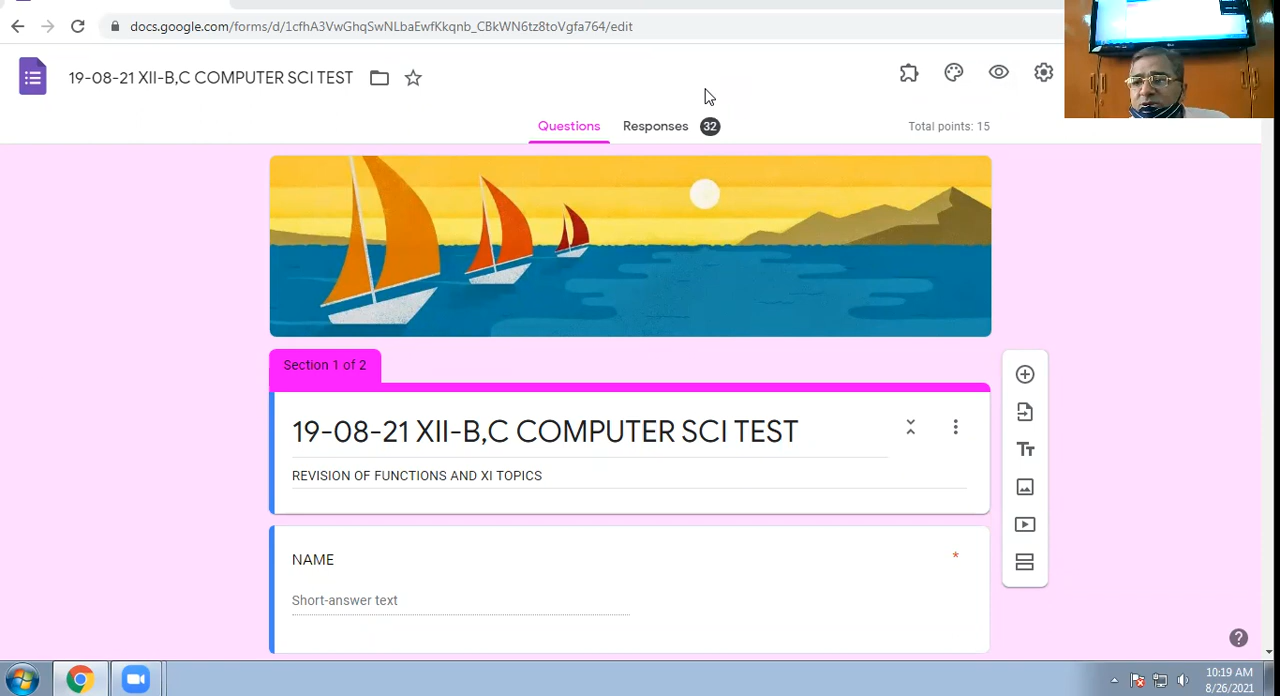 docs.google.com/forms/d/1cfhA3VwGhqSwNLbaEwfKkqnb_CBkWN6tz8toVgfa764/edit
19-08-21 XII-B,C COMPUTER SCI TEST
Questions
Responses 32
Total points: 15
Section 1 of 2
19-08-21 XII-B,C COMPUTER SCI TEST
REVISION OF FUNCTIONS AND XI TOPICS
NAME
*
Short-answer text
Tт
?
10:19 AM
8/26/2021